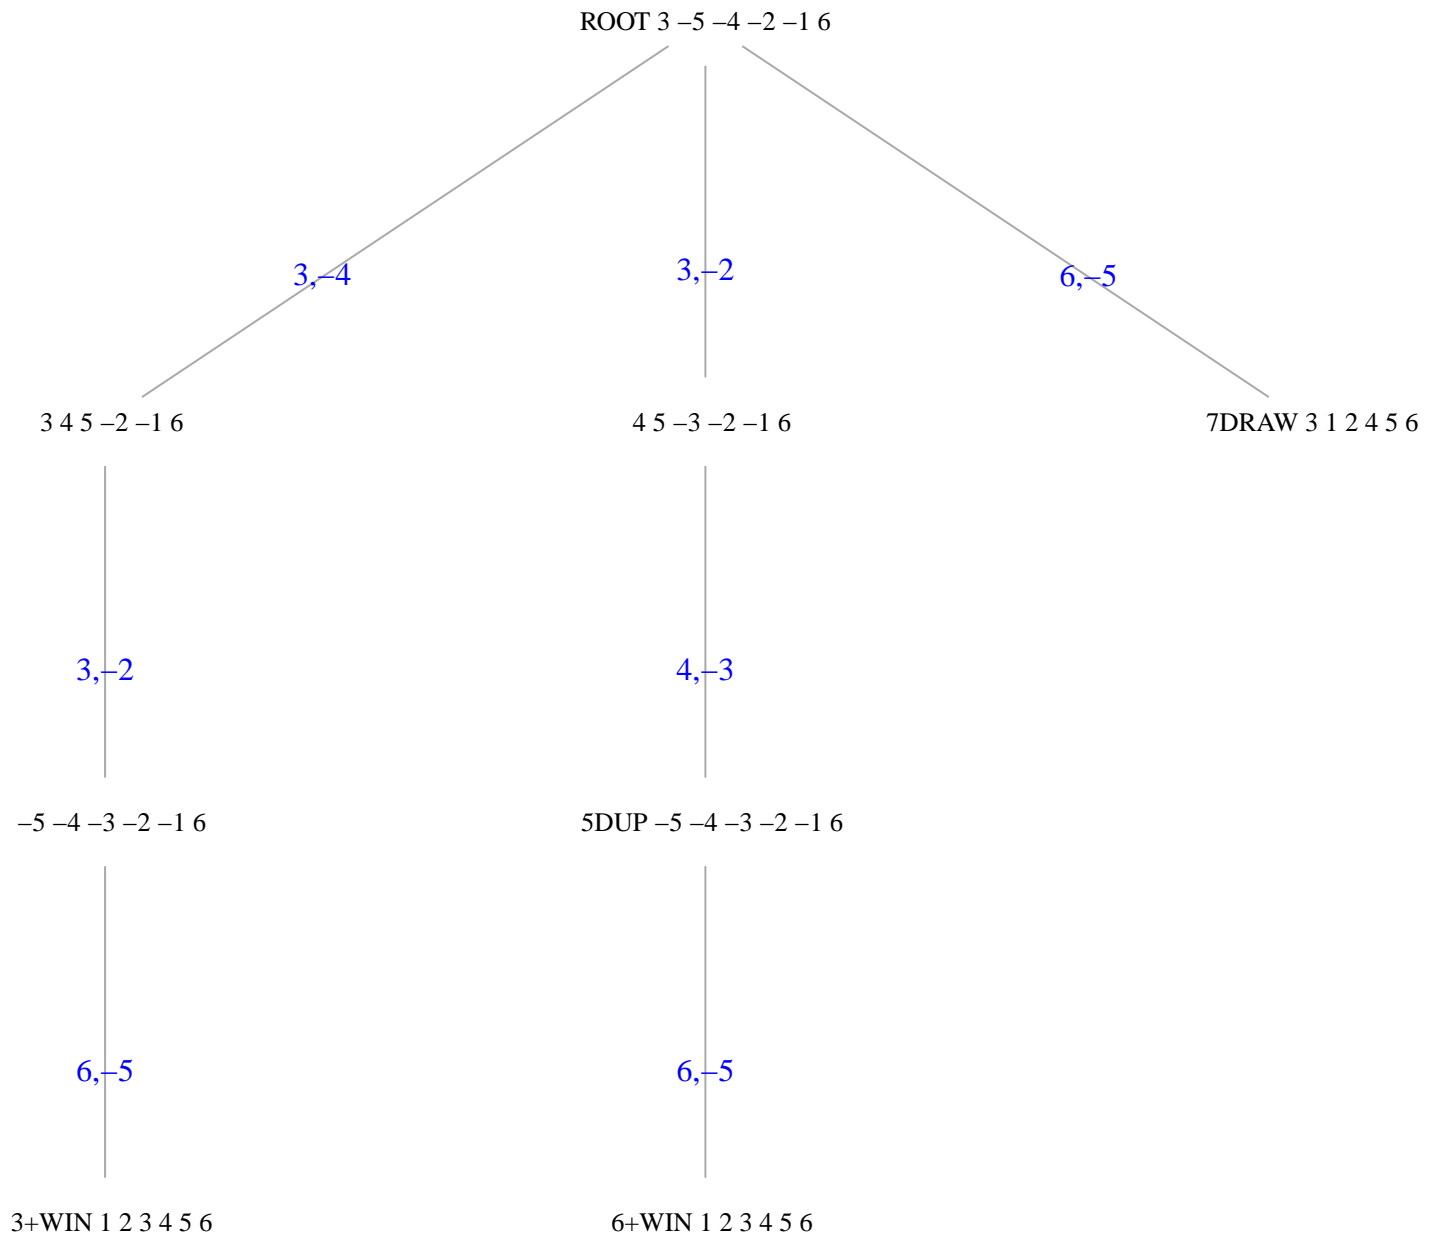 ROOT 3 –5 –4 –2 –1 6
3,–4
3,–2
6,–5
3 4 5 –2 –1 6
4 5 –3 –2 –1 6
7DRAW 3 1 2 4 5 6
3,–2
4,–3
–5 –4 –3 –2 –1 6
5DUP –5 –4 –3 –2 –1 6
6,–5
6,–5
3+WIN 1 2 3 4 5 6
6+WIN 1 2 3 4 5 6